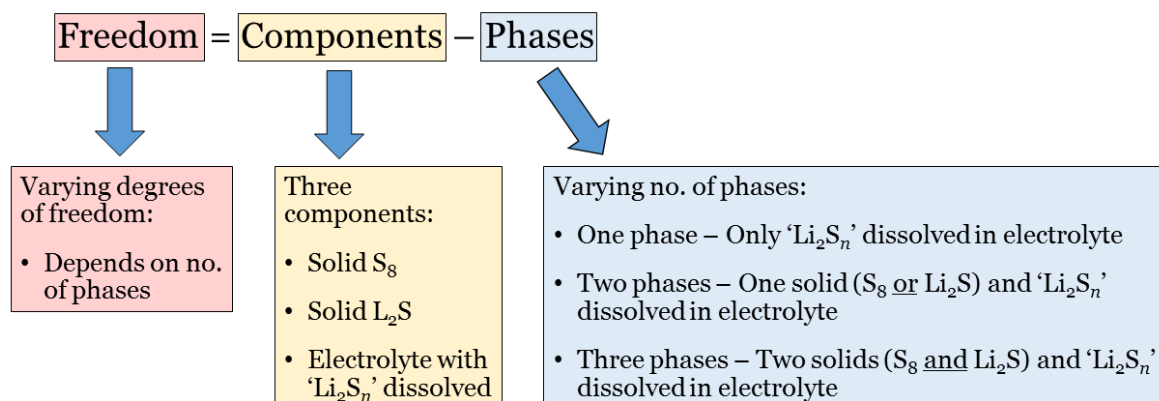 Freedom = Components – Phases
Varying degrees
of freedom:
• Depends on no.
of phases
Three
components:
• Solid S₈
• Solid L₂S
• Electrolyte with
‘Li₂Sₙ’ dissolved
Varying no. of phases:
• One phase – Only ‘Li₂Sₙ’ dissolved in electrolyte
• Two phases – One solid (S₈ or Li₂S) and ‘Li₂Sₙ’
dissolved in electrolyte
• Three phases – Two solids (S₈ and Li₂S) and ‘Li₂Sₙ’
dissolved in electrolyte